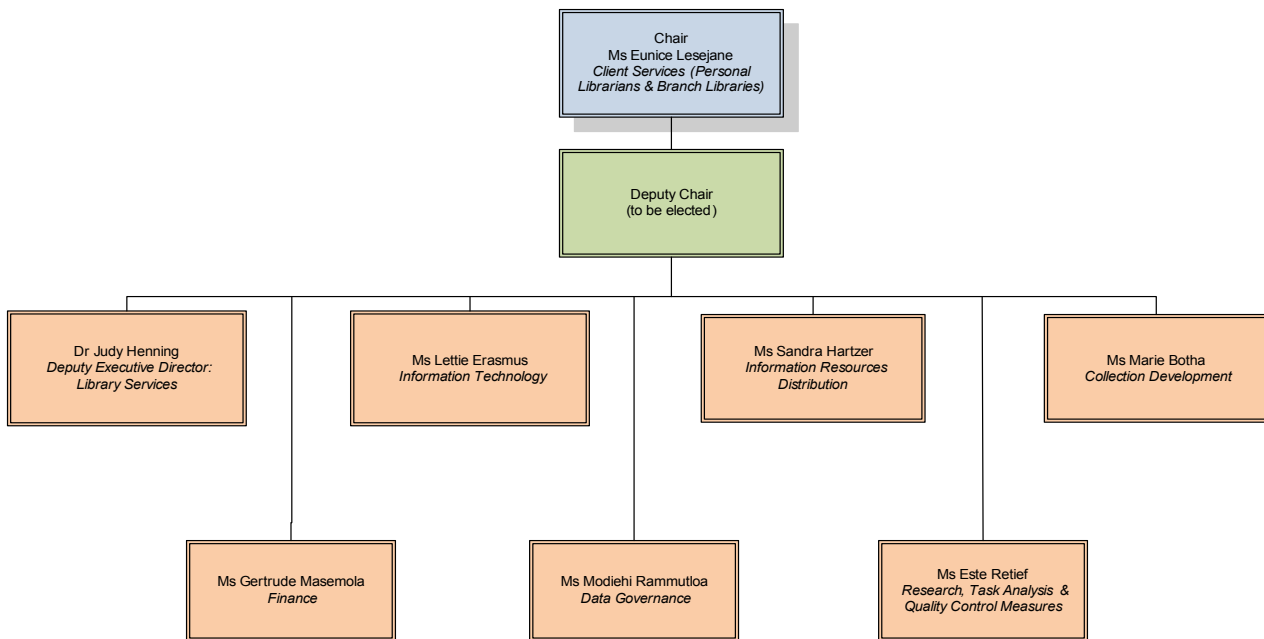 Chair
Ms Eunice Lesejane
Client Services (Personal
Librarians & Branch Libraries)
Deputy Chair
(to be elected)
Dr Judy Henning
Deputy Executive Director:
Library Services
Ms Lettie Erasmus
Information Technology
Ms Sandra Hartzer
Information Resources
Distribution
Ms Marie Botha
Collection Development
Ms Gertrude Masemola
Finance
Ms Modiehi Rammutloa
Data Governance
Ms Este Retief
Research, Task Analysis &
Quality Control Measures